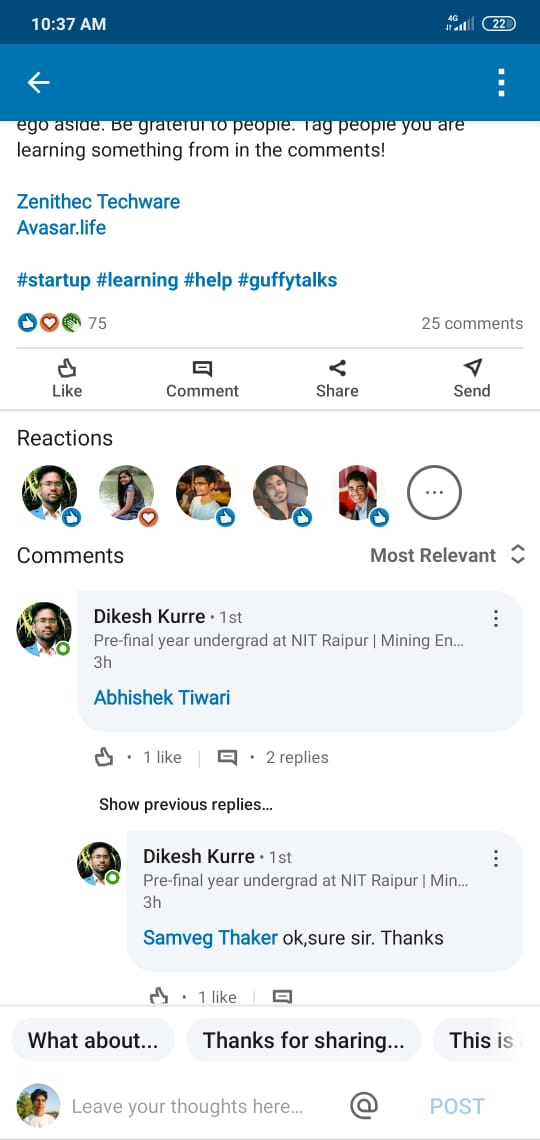 10:37 AM
4G
22
ego aside. Be grateful to people. Tag people you are
learning something from in the comments!
Zenithec Techware
Avasar.life
#startup #learning #help #guffytalks
75
25 comments
Like
Comment
Share
Send
Reactions
Comments
Most Relevant
Dikesh Kurre • 1st
Pre-final year undergrad at NIT Raipur | Mining En...
3h
Abhishek Tiwari
• 1 like | • 2 replies
Show previous replies...
Dikesh Kurre • 1st
Pre-final year undergrad at NIT Raipur | Min...
3h
Samveg Thaker ok,sure sir. Thanks
• 1 like |
What about...
Thanks for sharing...
This is
Leave your thoughts here...
@
POST